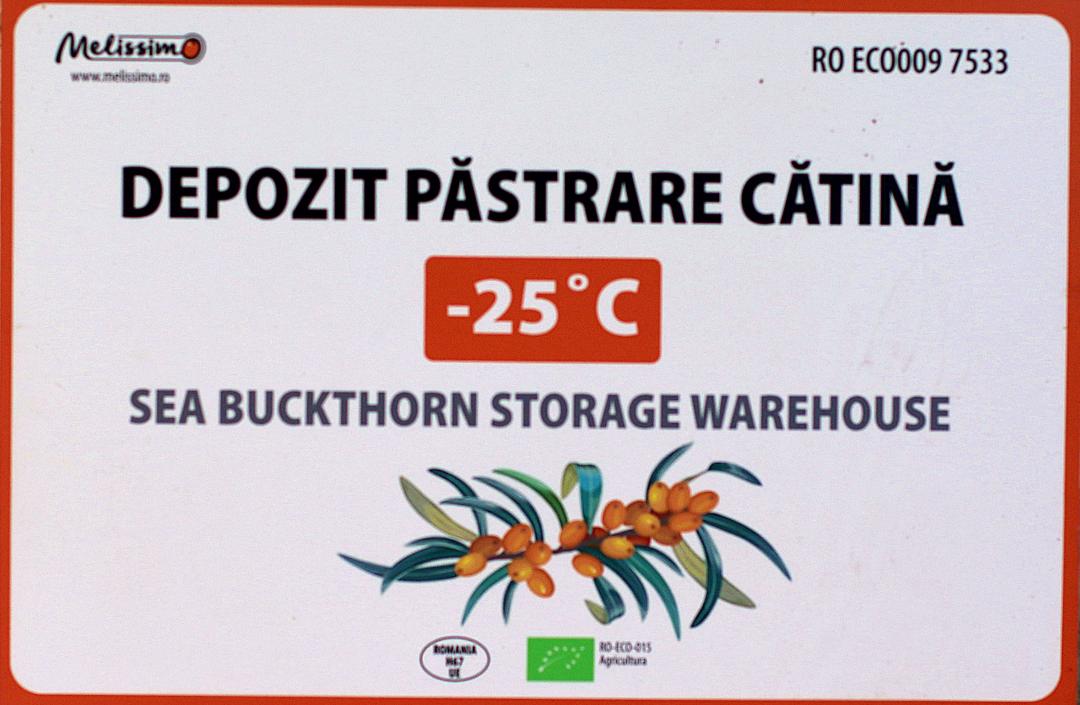 Melissimo
www.melissimo.ro
RO ECO009 7533
DEPOZIT PĂSTRARE CĂTINĂ
-25°C
SEA BUCKTHORN STORAGE WAREHOUSE
ROMANIA
H67
UE
RO-ECO-015
Agricultura